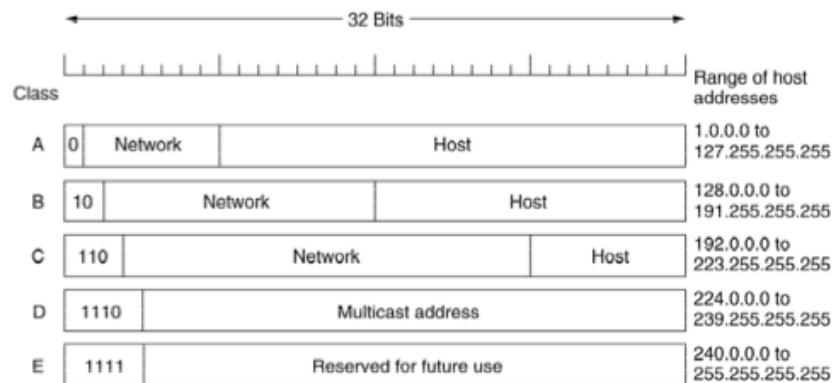 32 Bits
Class
Range of host
addresses
A 0 Network Host 1.0.0.0 to
127.255.255.255
B 10 Network Host 128.0.0.0 to
191.255.255.255
C 110 Network Host 192.0.0.0 to
223.255.255.255
D 1110 Multicast address 224.0.0.0 to
239.255.255.255
E 1111 Reserved for future use 240.0.0.0 to
255.255.255.255